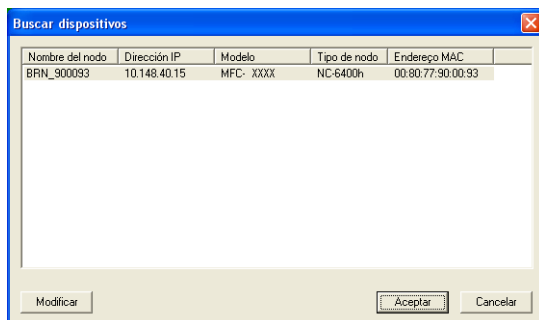 Buscar dispositivos
Nombre del nodo Dirección IP Modelo Tipo de nodo Endereço MAC
BRN_900093 10.148.40.15 MFC- XXXX NC-6400h 00:80:77:90:00:93
Modificar Aceptar Cancelar